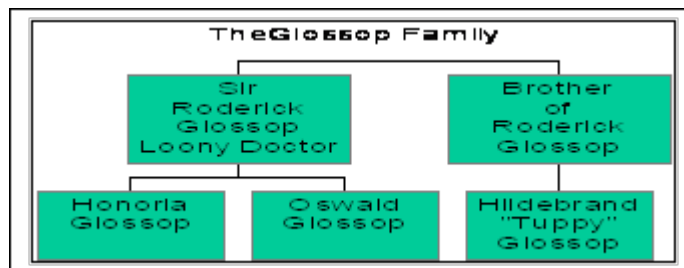 TheGlossop Family
Sir
Roderick
Glossop
Loony Doctor
Brother
of
Roderick
Glossop
Honoria
Glossop
Oswald
Glossop
Hildebrand
"Tuppy"
Glossop